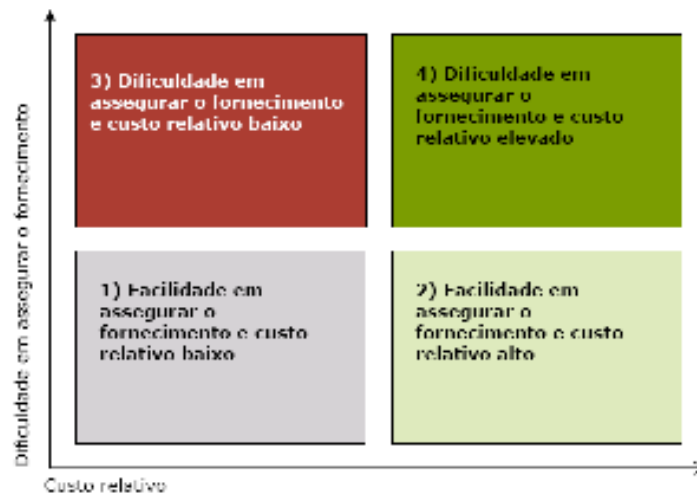 Dificuldade em assegurar o fornecimento
3) Dificuldade em
assegurar o fornecimento
e custo relativo baixo
4) Dificuldade em
assegurar o
fornecimento e custo
relativo elevado
1) Facilidade em
assegurar o
fornecimento e custo
relativo baixo
2) Facilidade em
assegurar o
fornecimento e custo
relativo alto
Custo relativo